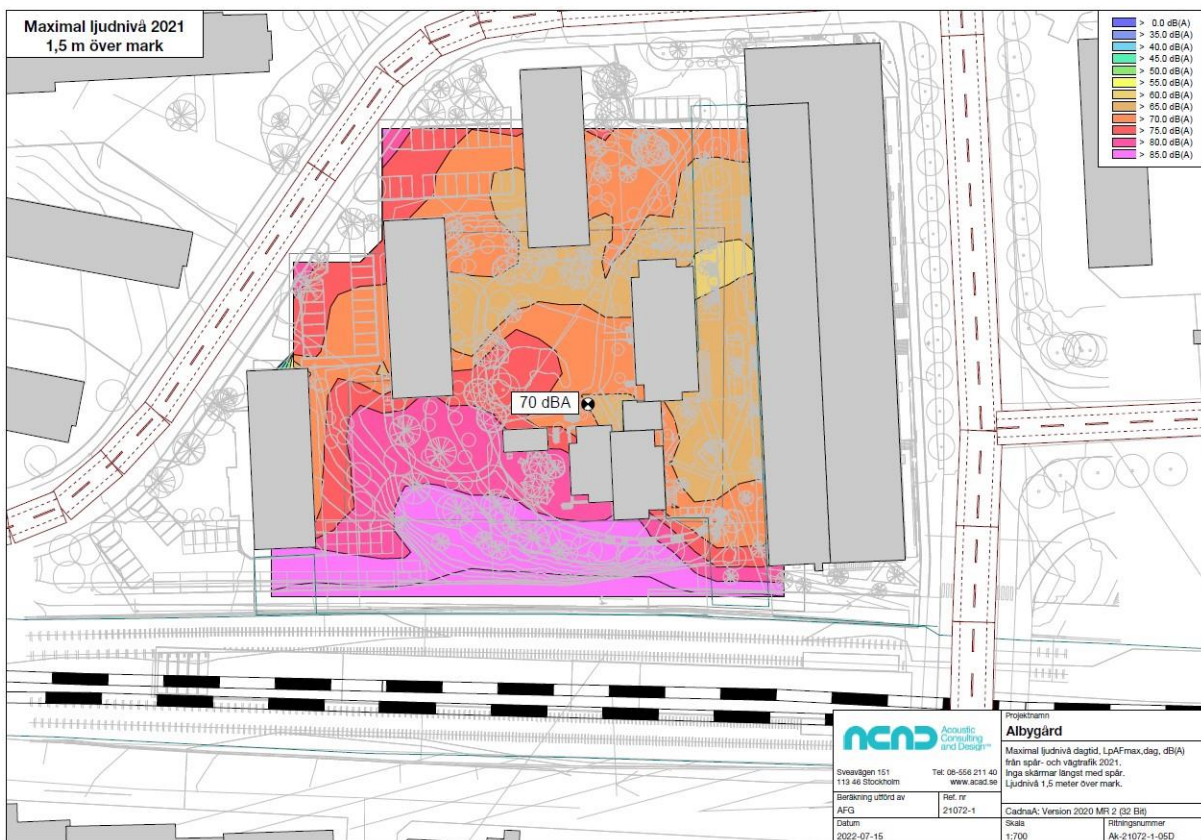 Maximal ljudnivå 2021
1,5 m över mark
> 0.0 dB(A)
> 35.0 dB(A)
> 40.0 dB(A)
> 45.0 dB(A)
> 50.0 dB(A)
> 55.0 dB(A)
> 60.0 dB(A)
> 65.0 dB(A)
> 70.0 dB(A)
> 75.0 dB(A)
> 80.0 dB(A)
> 85.0 dB(A)
70 dBA
ACAD
Acoustic
Consulting
and Design™
Sveavägen 151
113 46 Stockholm
Tel: 08-556 211 40
www.acad.se
Beräkning utförd av
AFG
Ref. nr
21072-1
Datum
2022-07-15
Projektnamn
Albygård
Maximal ljudnivå dagtid, LpAFmax,dag, dB(A)
från spår- och vägtrafik 2021.
Inga skärmar längst med spår.
Ljudnivå 1,5 meter över mark.
CadnaA: Version 2020 MR 2 (32 Bit)
Skala
1:700
Ritningsnummer
Ak-21072-1-05D